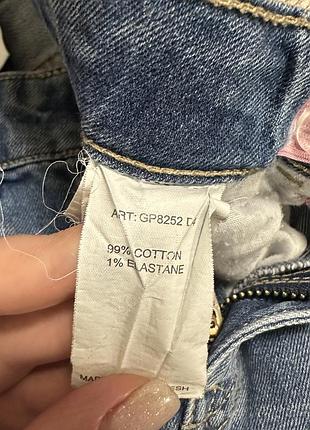 ART: GP8252 D
99% COTTON
1% ELASTANE